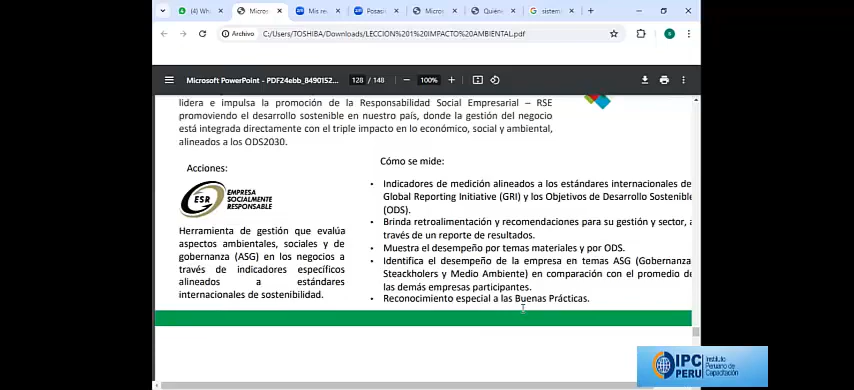 (4) Wh
Micros
Mis re
Posaci
Micros
Quién
sistem
Archivo C:/Users/TOSHIBA/Downloads/LECCION%201%20IMPACTO%20AMBIENTAL.pdf
Microsoft PowerPoint - PDF24ebb_8490152... 128 / 148 100%
lidera e impulsa la promoción de la Responsabilidad Social Empresarial – RSE
promoviendo el desarrollo sostenible en nuestro país, donde la gestión del negocio
está integrada directamente con el triple impacto en lo económico, social y ambiental,
alineados a los ODS2030.
Acciones:
ESR EMPRESA
SOCIALMENTE
RESPONSABLE
Herramienta de gestión que evalúa
aspectos ambientales, sociales y de
gobernanza (ASG) en los negocios a
través de indicadores específicos
alineados a estándares
internacionales de sostenibilidad.
Cómo se mide:
• Indicadores de medición alineados a los estándares internacionales de
Global Reporting Initiative (GRI) y los Objetivos de Desarrollo Sostenible
(ODS).
• Brinda retroalimentación y recomendaciones para su gestión y sector, a
través de un reporte de resultados.
• Muestra el desempeño por temas materiales y por ODS.
• Identifica el desempeño de la empresa en temas ASG (Gobernanza
Steackholers y Medio Ambiente) en comparación con el promedio de
las demás empresas participantes.
• Reconocimiento especial a las Buenas Prácticas.
IPC PERU Instituto
Peruano de
Capacitación